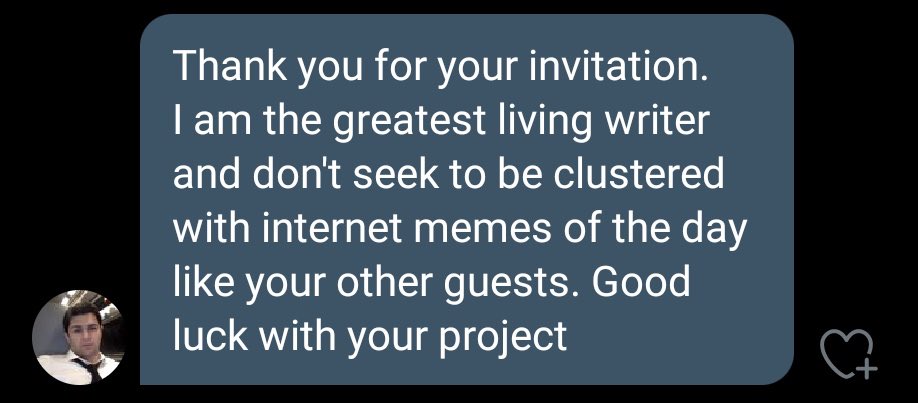 Thank you for your invitation.
I am the greatest living writer
and don't seek to be clustered
with internet memes of the day
like your other guests. Good
luck with your project